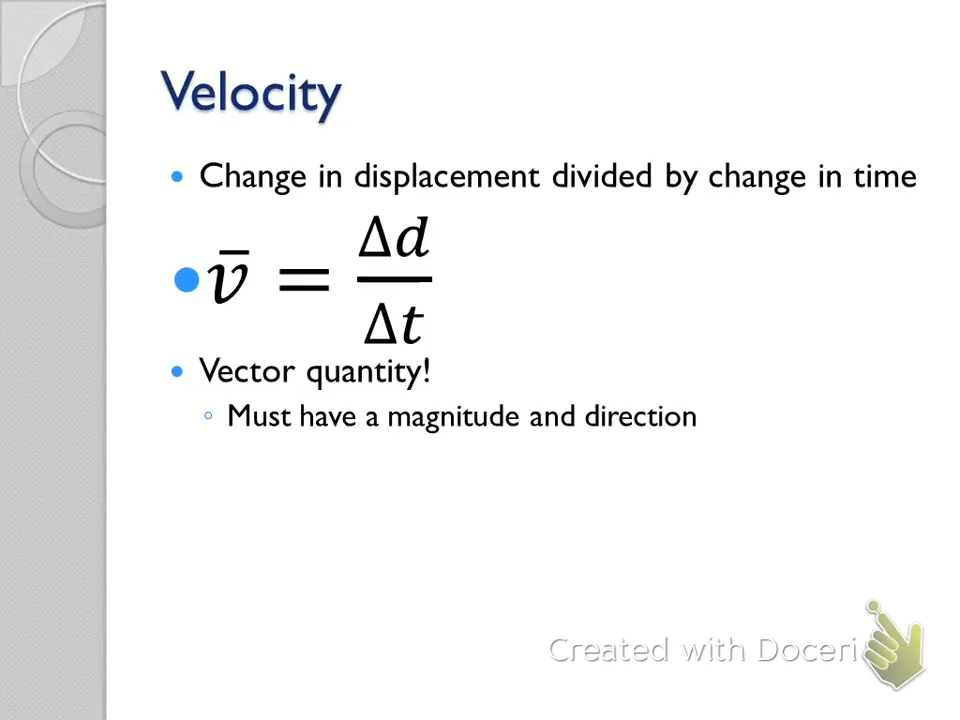 Velocity
• Change in displacement divided by change in time
• v̄ = Δd/Δt
• Vector quantity!
◦ Must have a magnitude and direction
Created with Doceri